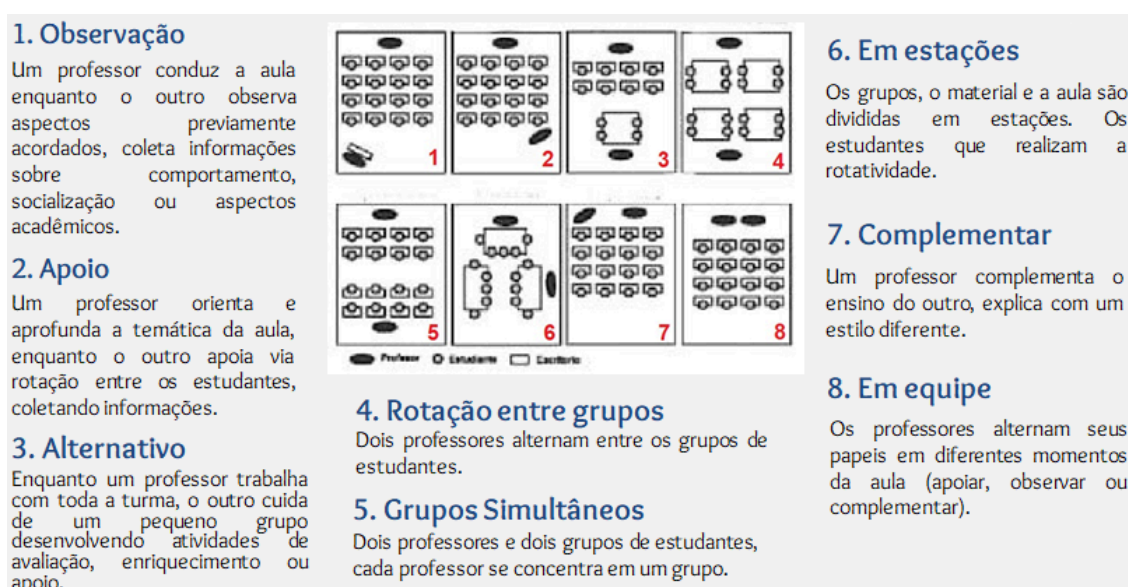 1. Observação
Um professor conduz a aula
enquanto o outro observa
aspectos previamente
acordados, coleta informações
sobre comportamento,
socialização ou aspectos
acadêmicos.
2. Apoio
Um professor orienta e
aprofunda a temática da aula,
enquanto o outro apoia via
rotação entre os estudantes,
coletando informações.
3. Alternativo
Enquanto um professor trabalha
com toda a turma, o outro cuida
de um pequeno grupo
desenvolvendo atividades de
avaliação, enriquecimento ou
apoio.
1
2
3
4
5
6
7
8
Profesor Estudiante Escritorio
4. Rotação entre grupos
Dois professores alternam entre os grupos de
estudantes.
5. Grupos Simultâneos
Dois professores e dois grupos de estudantes,
cada professor se concentra em um grupo.
6. Em estações
Os grupos, o material e a aula são
divididas em estações. Os
estudantes que realizam a
rotatividade.
7. Complementar
Um professor complementa o
ensino do outro, explica com um
estilo diferente.
8. Em equipe
Os professores alternam seus
papeis em diferentes momentos
da aula (apoiar, observar ou
complementar).